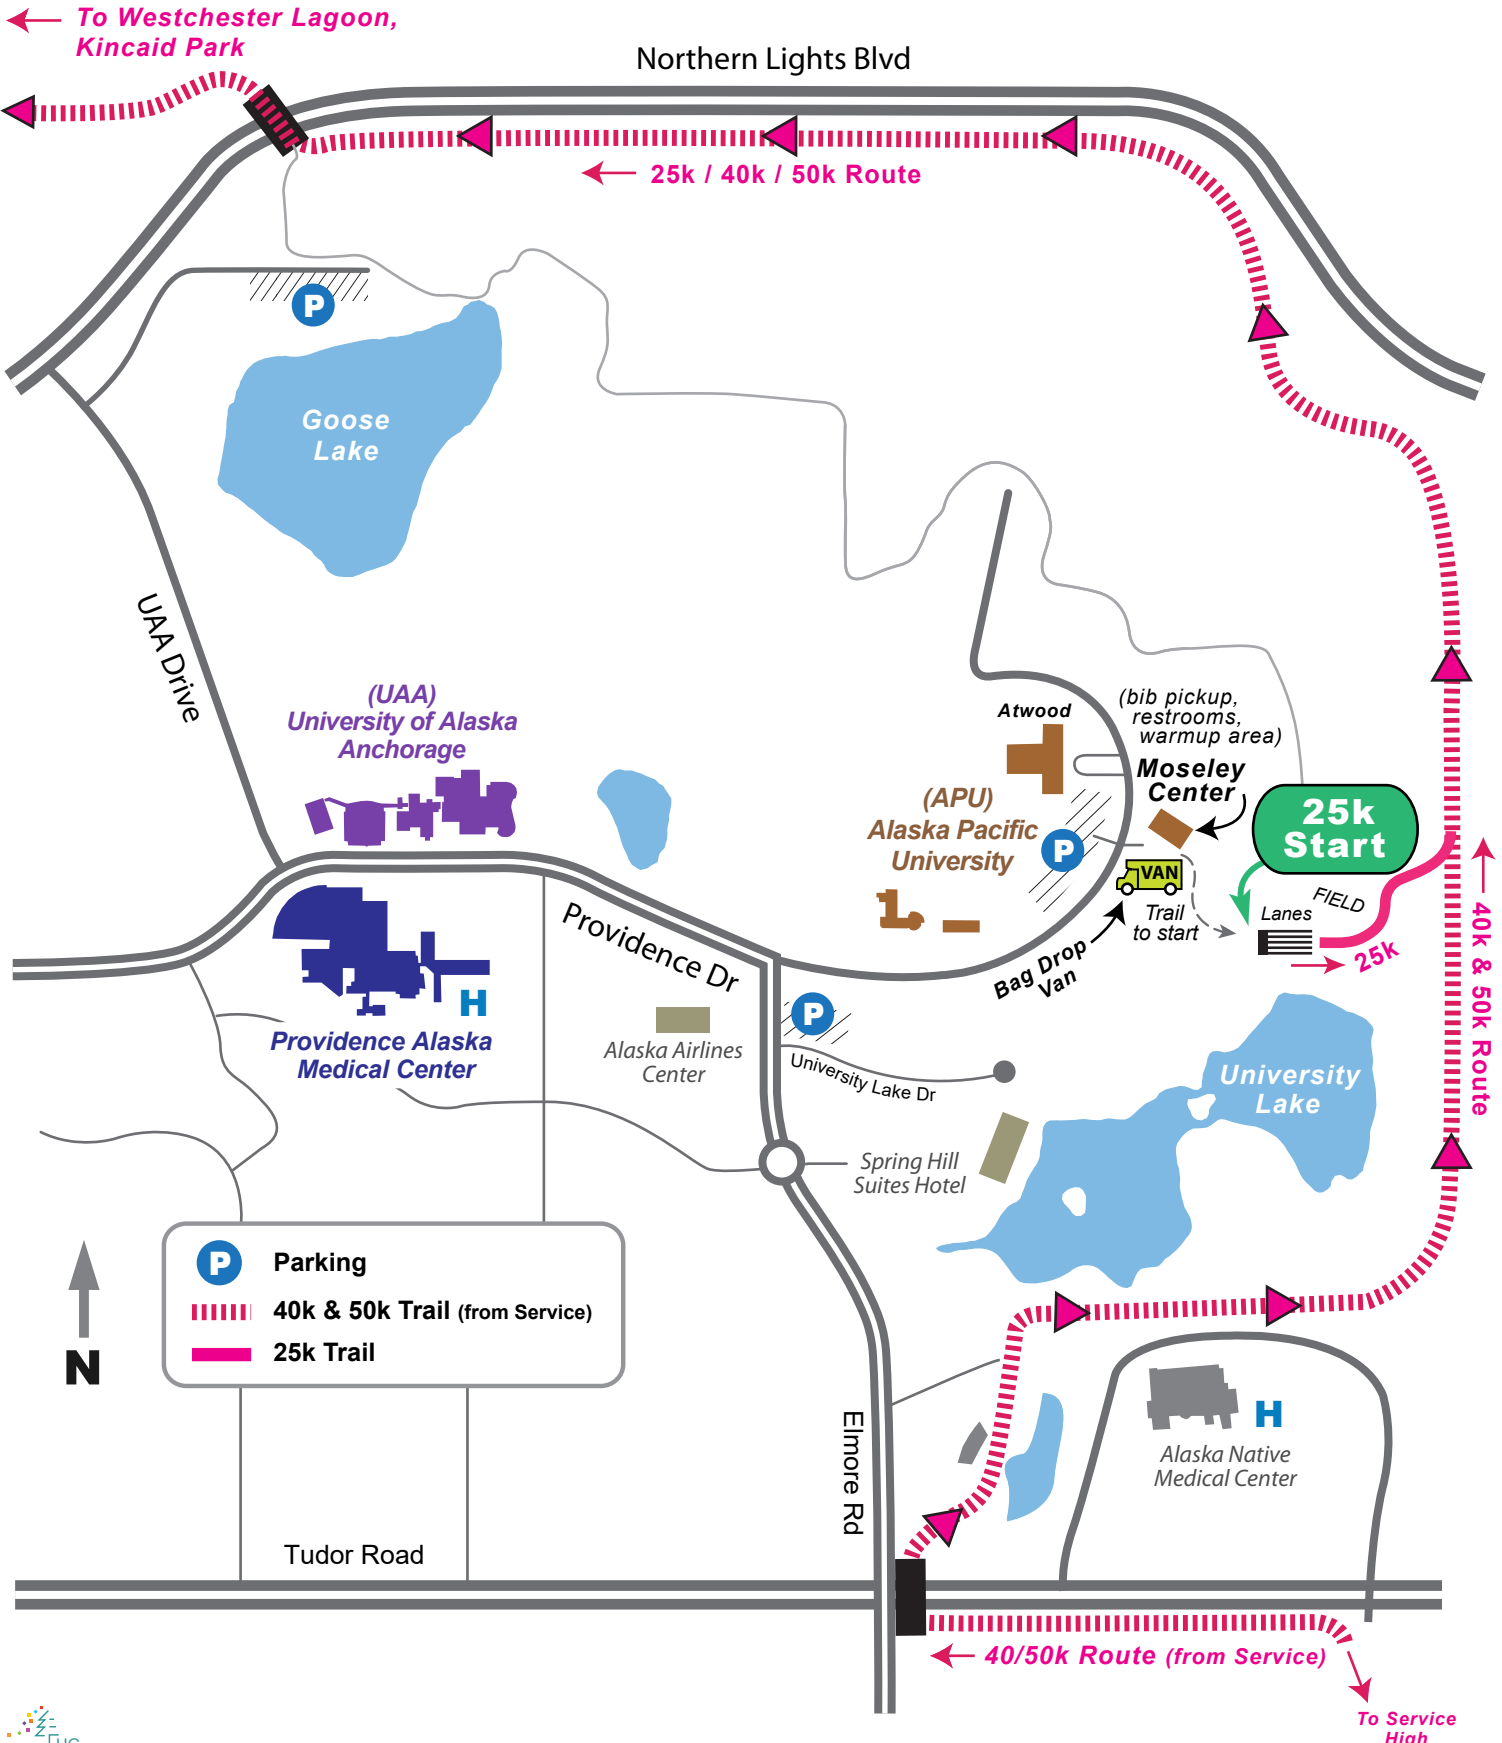 To Westchester Lagoon,
Kincaid Park
Northern Lights Blvd
25k / 40k / 50k Route
P
Goose
Lake
UAA Drive
(UAA)
University of Alaska
Anchorage
Atwood
(bib pickup,
restrooms,
warmup area)
Moseley
Center
(APU)
Alaska Pacific
University
P
25k
Start
VAN
Trail
to start
FIELD
Lanes
25k
Bag Drop
Van
40k & 50k Route
Providence Dr
H
Providence Alaska
Medical Center
Alaska Airlines
Center
P
University Lake Dr
University
Lake
Spring Hill
Suites Hotel
P Parking
40k & 50k Trail (from Service)
25k Trail
N
Elmore Rd
H
Alaska Native
Medical Center
Tudor Road
40/50k Route (from Service)
To Service
High